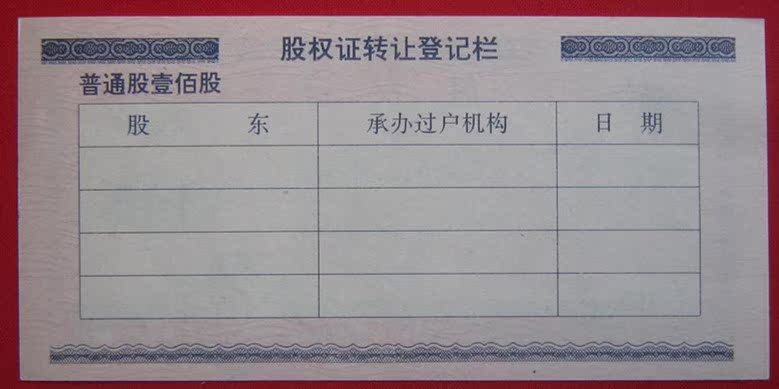 股权证转让登记栏
普通股壹佰股
股 东 承办过户机构 日 期